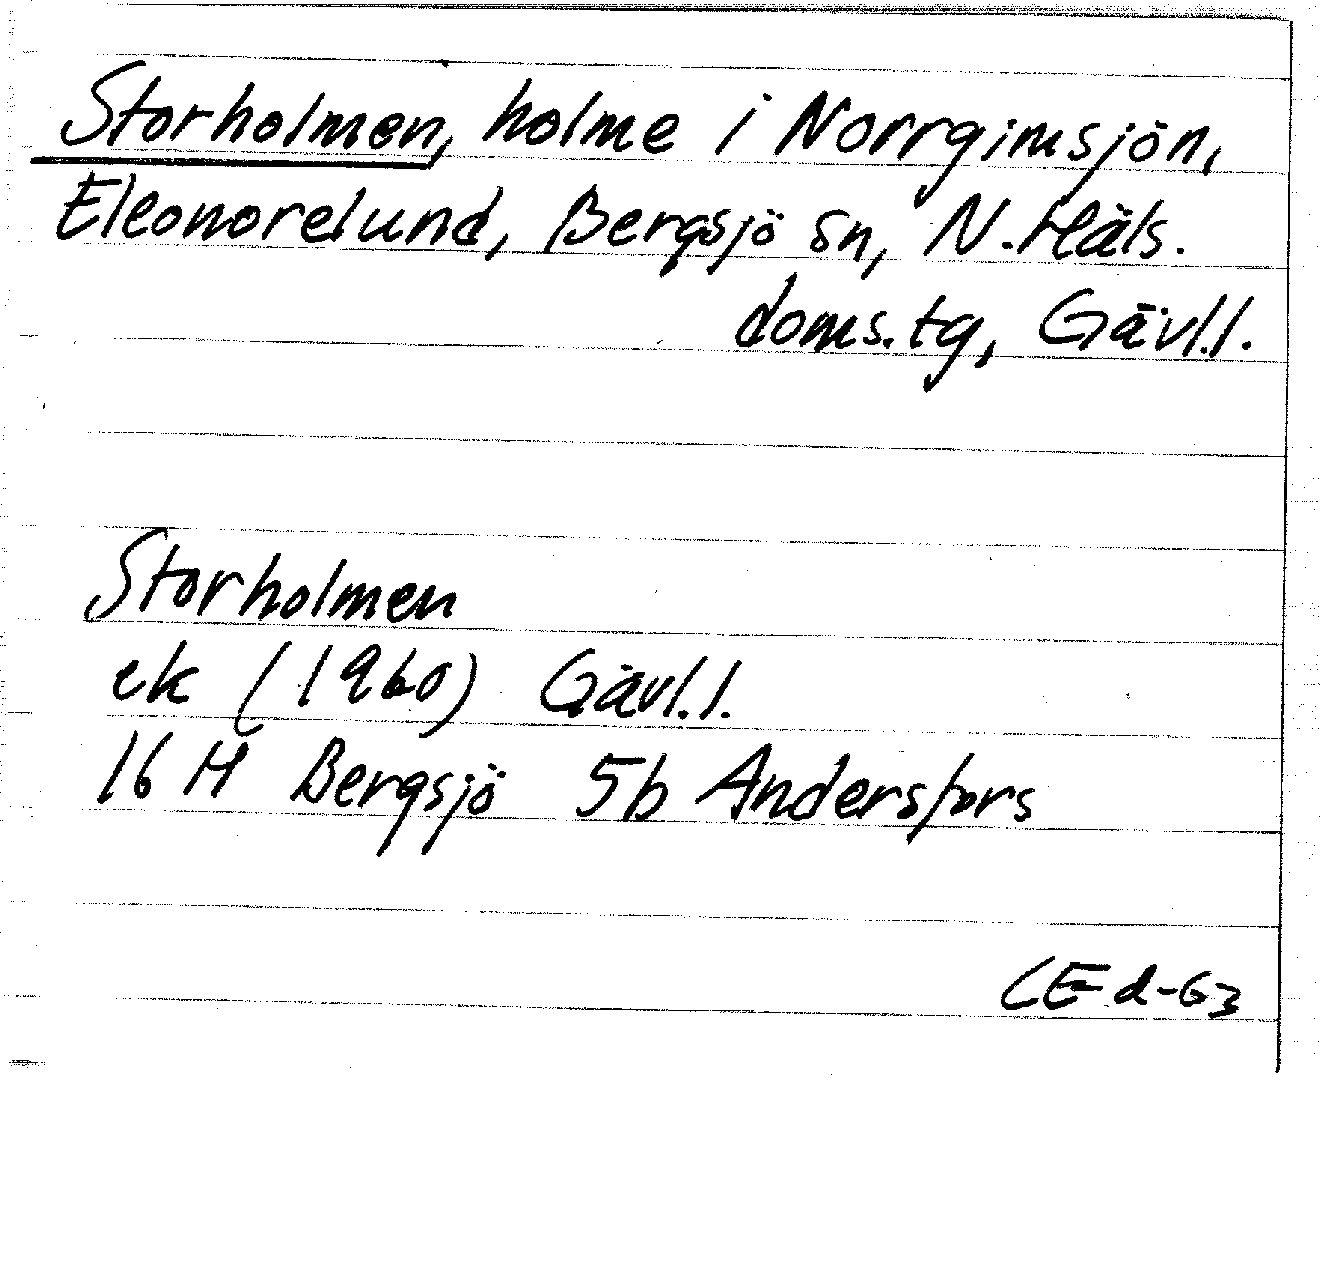 Storholmen, holme i Norrgimsjön,
Eleonorelund, Bergsjö sn, N. Häls.
doms.tg, Gävl.l.
Storholmen
ek (1960) Gävl.l.
16 H Bergsjö 5b Andersfors
CEd-63